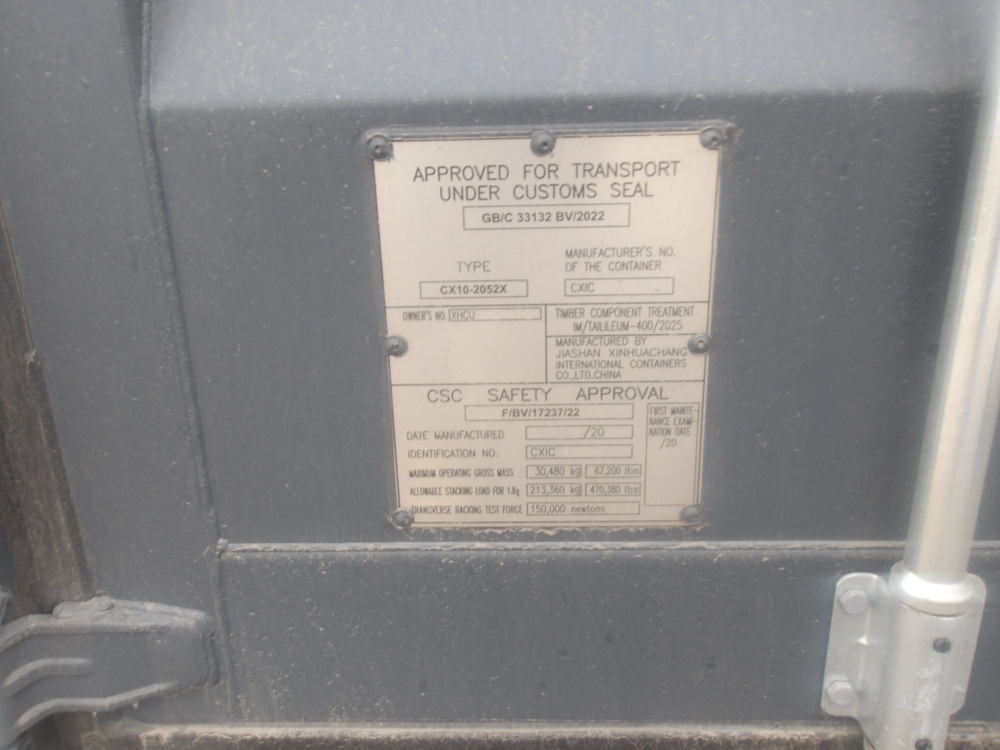 APPROVED FOR TRANSPORT
UNDER CUSTOMS SEAL
GB/C 33132 BV/2022
TYPE
CX10-2052X
MANUFACTURER'S NO.
OF THE CONTAINER
CXIC
OWNER'S NO. XHCU
TIMBER COMPONENT TREATMENT
IM/TAILILEUM-400/2025
MANUFACTURED BY
JIASHAN XINHUACHANG
INTERNATIONAL CONTAINERS
CO.,LTD.CHINA
CSC SAFETY APPROVAL
F/BV/17237/22
DATE MANUFACTURED /20
IDENTIFICATION NO. CXIC
MAXIMUM OPERATING GROSS MASS 30,480 kg 67,200 lbs
ALLOWABLE STACKING LOAD FOR 1.8g 213,360 kg 470,380 lbs
TRANSVERSE RACKING TEST FORCE 150,000 newtons
FIRST MAINTE-
NANCE EXAMI-
NATION DATE
/20